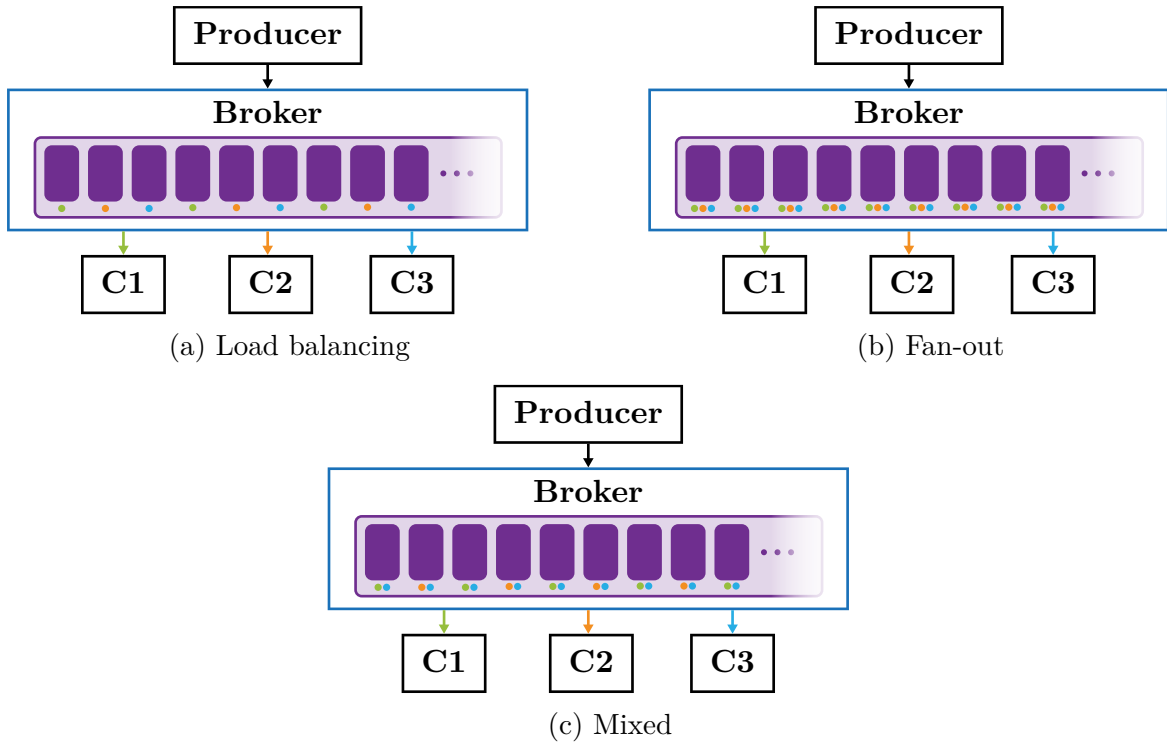 Producer
Broker
C1 C2 C3
(a) Load balancing
Producer
Broker
C1 C2 C3
(b) Fan-out
Producer
Broker
C1 C2 C3
(c) Mixed